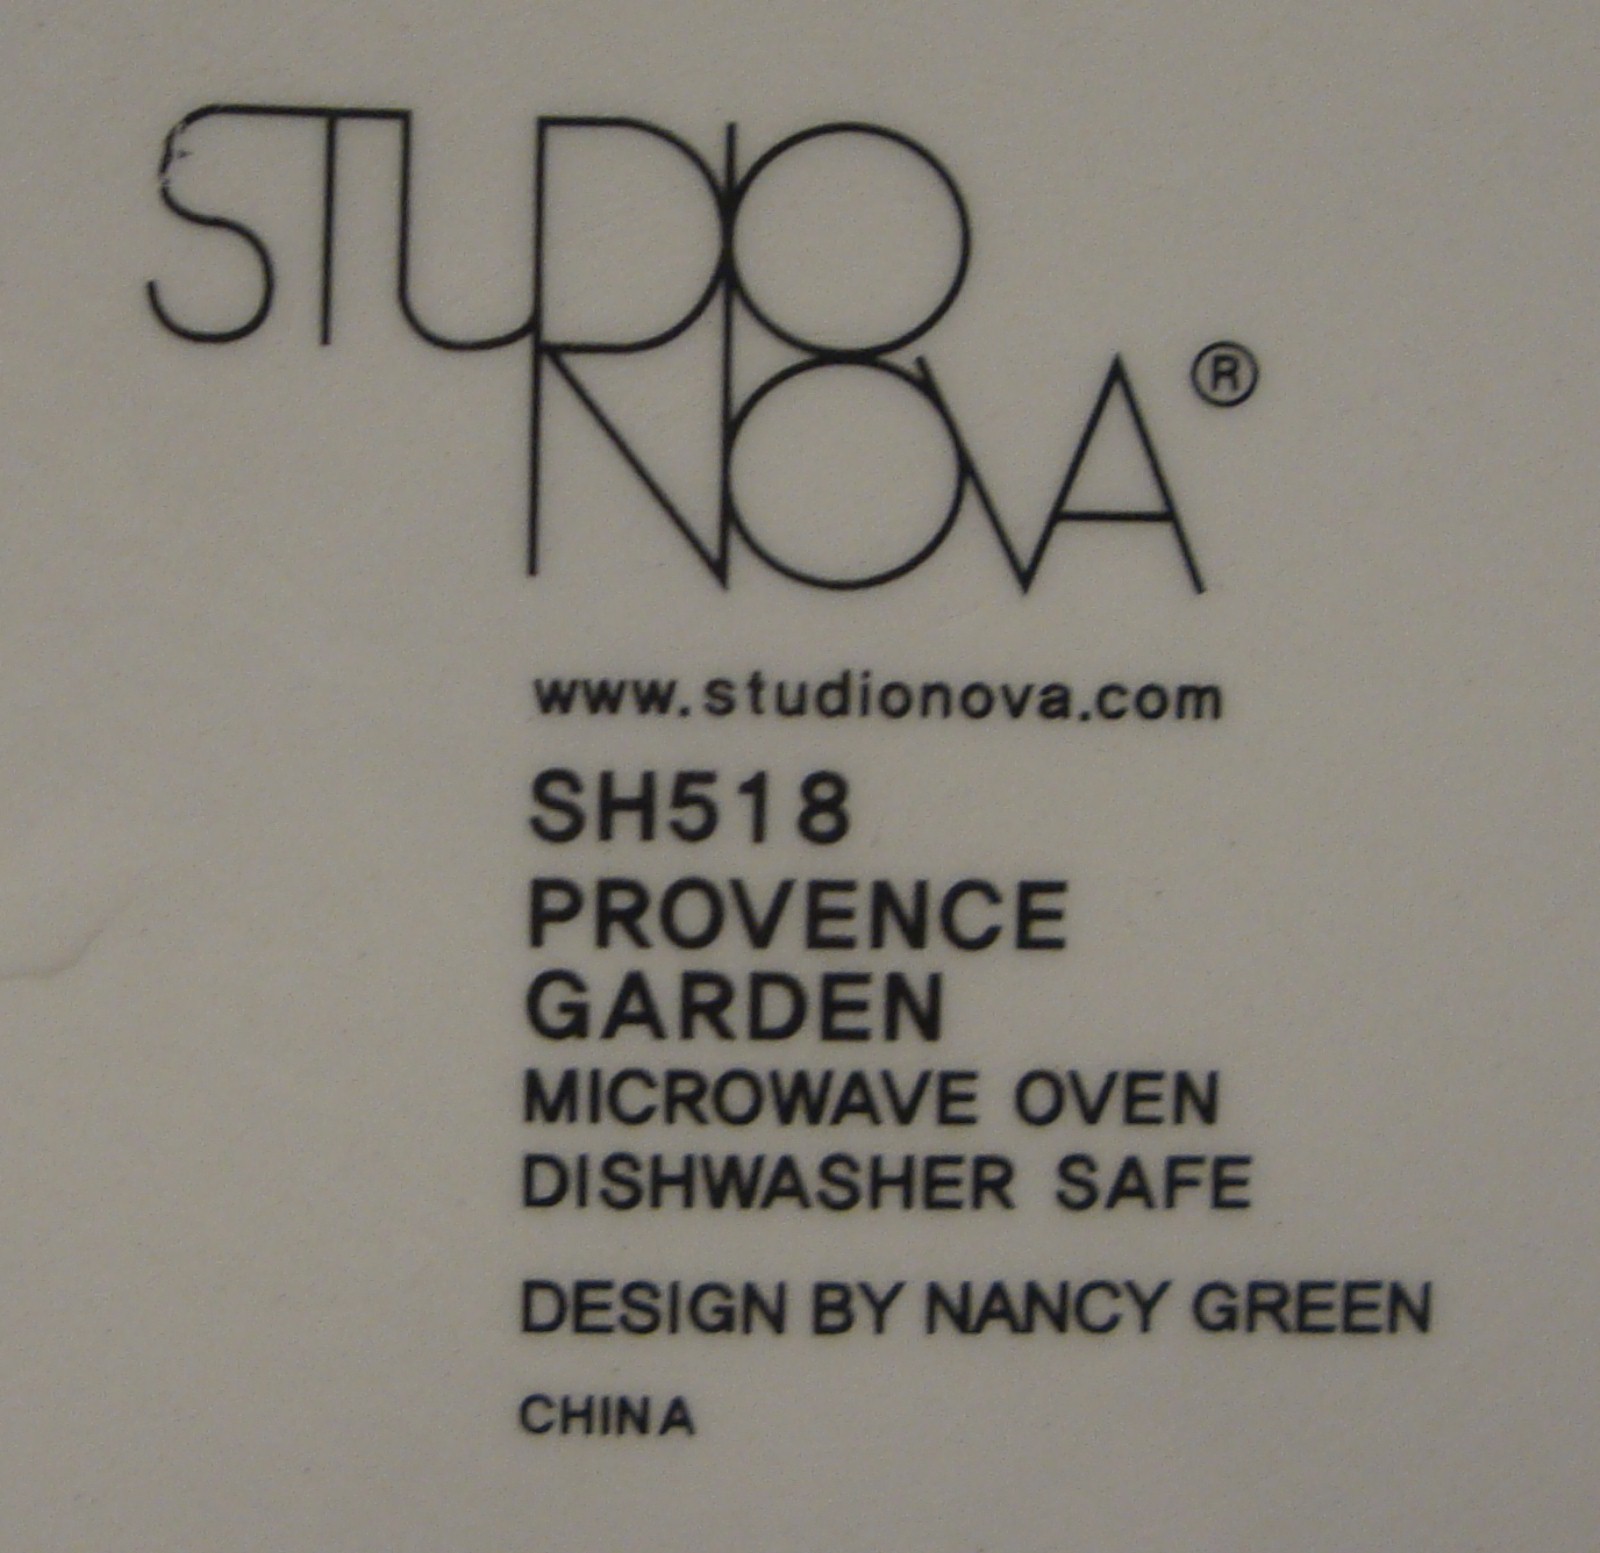 STUDIO
NOVA®
www.studionova.com
SH518
PROVENCE
GARDEN
MICROWAVE OVEN
DISHWASHER SAFE
DESIGN BY NANCY GREEN
CHINA